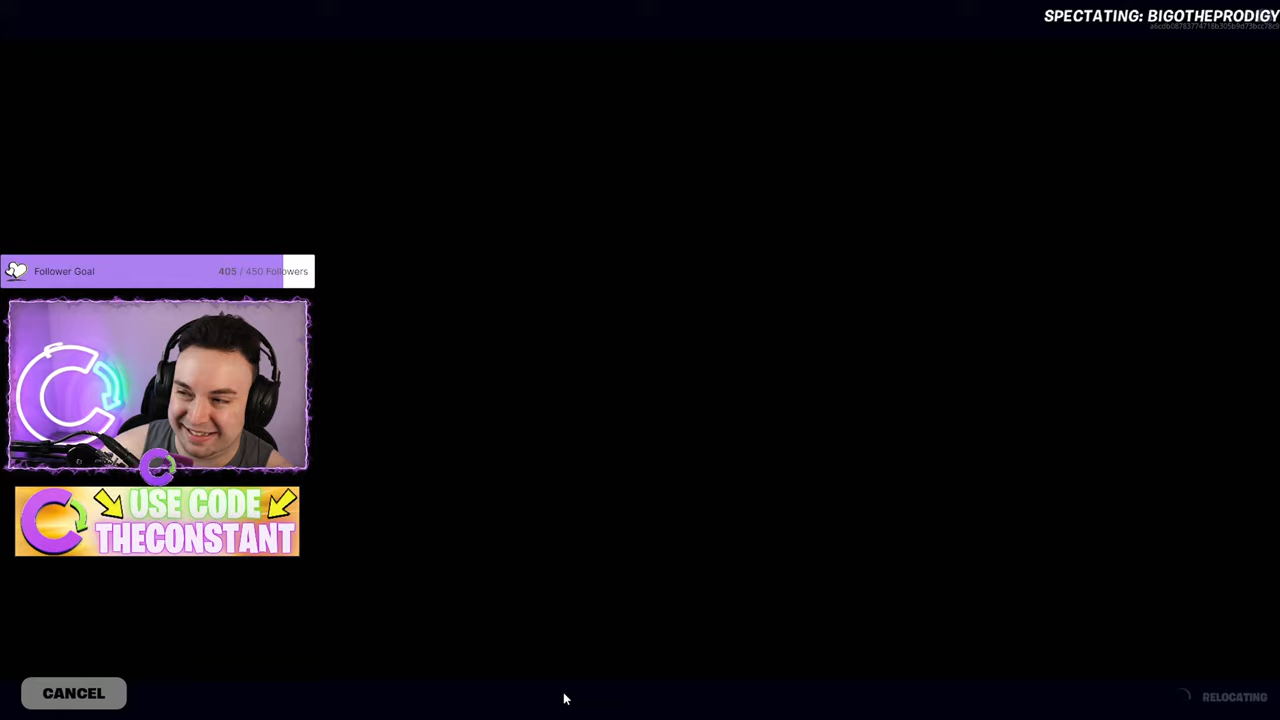 SPECTATING: BIGOTHEPRODIGY
Follower Goal
405 / 450 Followers
USE CODE
THECONSTANT
CANCEL
RELOCATING